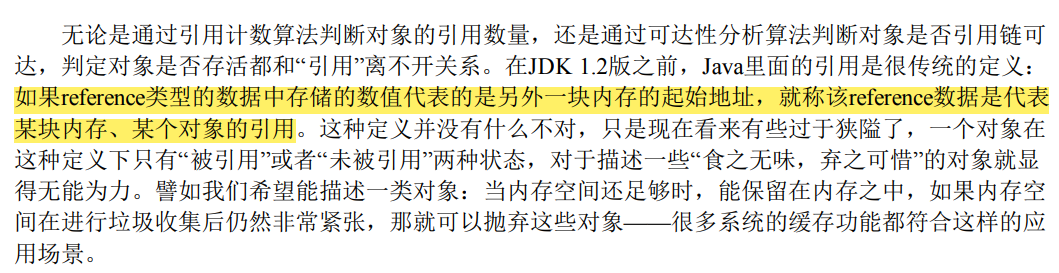 无论是通过引用计数算法判断对象的引用数量，还是通过可达性分析算法判断对象是否引用链可
达，判定对象是否存活都和“引用”离不开关系。在JDK 1.2版之前，Java里面的引用是很传统的定义：
如果reference类型的数据中存储的数值代表的是另外一块内存的起始地址，就称该reference数据是代表
某块内存、某个对象的引用。这种定义并没有什么不对，只是现在看来有些过于狭隘了，一个对象在
这种定义下只有“被引用”或者“未被引用”两种状态，对于描述一些“食之无味，弃之可惜”的对象就显
得无能为力。譬如我们希望能描述一类对象：当内存空间还足够时，能保留在内存之中，如果内存空
间在进行垃圾收集后仍然非常紧张，那就可以抛弃这些对象——很多系统的缓存功能都符合这样的应
用场景。